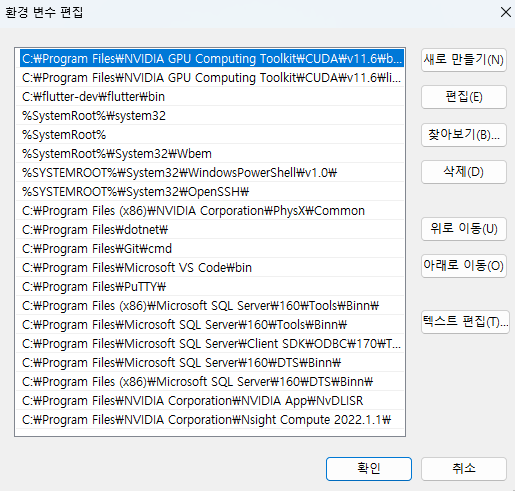 환경 변수 편집
C:₩Program Files₩NVIDIA GPU Computing Toolkit₩CUDA₩v11.6₩b...
C:₩Program Files₩NVIDIA GPU Computing Toolkit₩CUDA₩v11.6₩li...
C:₩flutter-dev₩flutter₩bin
%SystemRoot%₩system32
%SystemRoot%
%SystemRoot%₩System32₩Wbem
%SYSTEMROOT%₩System32₩WindowsPowerShell₩v1.0₩
%SYSTEMROOT%₩System32₩OpenSSH₩
C:₩Program Files (x86)₩NVIDIA Corporation₩PhysX₩Common
C:₩Program Files₩dotnet₩
C:₩Program Files₩Git₩cmd
C:₩Program Files₩Microsoft VS Code₩bin
C:₩Program Files₩PuTTY₩
C:₩Program Files (x86)₩Microsoft SQL Server₩160₩Tools₩Binn₩
C:₩Program Files₩Microsoft SQL Server₩160₩Tools₩Binn₩
C:₩Program Files₩Microsoft SQL Server₩Client SDK₩ODBC₩170₩T...
C:₩Program Files₩Microsoft SQL Server₩160₩DTS₩Binn₩
C:₩Program Files (x86)₩Microsoft SQL Server₩160₩DTS₩Binn₩
C:₩Program Files₩NVIDIA Corporation₩NVIDIA App₩NvDLISR
C:₩Program Files₩NVIDIA Corporation₩Nsight Compute 2022.1.1₩
새로 만들기(N)
편집(E)
찾아보기(B)...
삭제(D)
위로 이동(U)
아래로 이동(O)
텍스트 편집(T)...
확인
취소